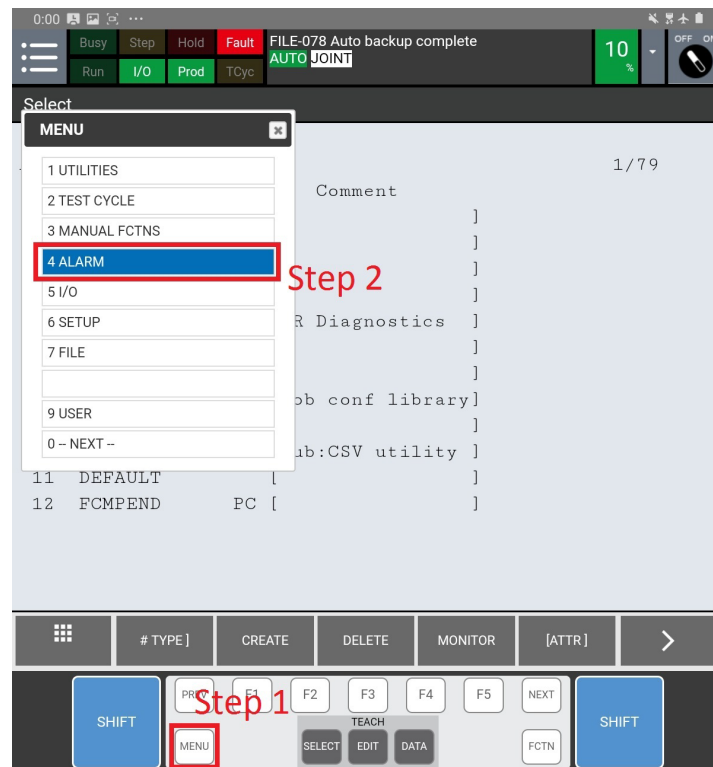 0:00 ...
Busy Step Hold Fault FILE-078 Auto backup complete
AUTO JOINT
Run I/O Prod TCyc
10 %
OFF ON
Select
MENU
1/79
1 UTILITIES
2 TEST CYCLE
Comment
3 MANUAL FCTNS
]
4 ALARM
]
Step 2
]
5 I/O
]
6 SETUP
R Diagnostics ]
7 FILE
]
]
ob conf library]
9 USER
]
0 -- NEXT --
ub:CSV utility ]
11 DEFAULT [ ]
12 FCMPEND PC [ ]
# TYPE ] CREATE DELETE MONITOR [ATTR ] >
SHIFT PREV F1 F2 F3 F4 F5 NEXT SHIFT
Step 1
TEACH
MENU SELECT EDIT DATA FCTN